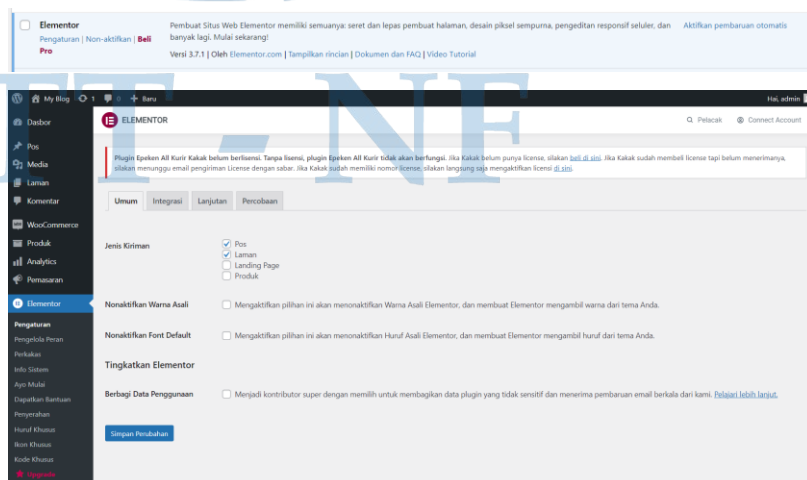 Elementor
Pengaturan | Non-aktifkan | Beli
Pro
Pembuat Situs Web Elementor memiliki semuanya: seret dan lepas pembuat halaman, desain piksel sempurna, pengeditan responsif seluler, dan
banyak lagi. Mulai sekarang!
Versi 3.7.1 | Oleh Elementor.com | Tampilkan rincian | Dokumen dan FAQ | Video Tutorial
Aktifkan pembaruan otomatis
TT - NF
My Blog 1 0 + Baru
Hai, admin
Dasbor
Pos
Media
Laman
Komentar
WooCommerce
Produk
Analytics
Pemasaran
Elementor
Pengaturan
Pengelola Peran
Perkakas
Info Sistem
Ayo Mulai
Dapatkan Bantuan
Penyerahan
Huruf Khusus
Ikon Khusus
Kode Khusus
Upgrade
ELEMENTOR
Pelacak
Connect Account
Plugin Epeken All Kurir Kakak belum berlisensi. Tanpa lisensi, plugin Epeken All Kurir tidak akan berfungsi. Jika Kakak belum punya license, silakan beli di sini. Jika Kakak sudah membeli license tapi belum menerimanya,
silakan menunggu email pengiriman License dengan sabar. Jika Kakak sudah memiliki nomor license, silakan langsung saja mengaktifkan licensi di sini.
Umum Integrasi Lanjutan Percobaan
Jenis Kiriman
Pos
Laman
Landing Page
Produk
Nonaktifkan Warna Asali
Mengaktifkan pilihan ini akan menonaktifkan Warna Asali Elementor, dan membuat Elementor mengambil warna dari tema Anda.
Nonaktifkan Font Default
Mengaktifkan pilihan ini akan menonaktifkan Huruf Asali Elementor, dan membuat Elementor mengambil huruf dari tema Anda.
Tingkatkan Elementor
Berbagi Data Penggunaan
Menjadi kontributor super dengan memilih untuk membagikan data plugin yang tidak sensitif dan menerima pembaruan email berkala dari kami. Pelajari lebih lanjut.
Simpan Perubahan